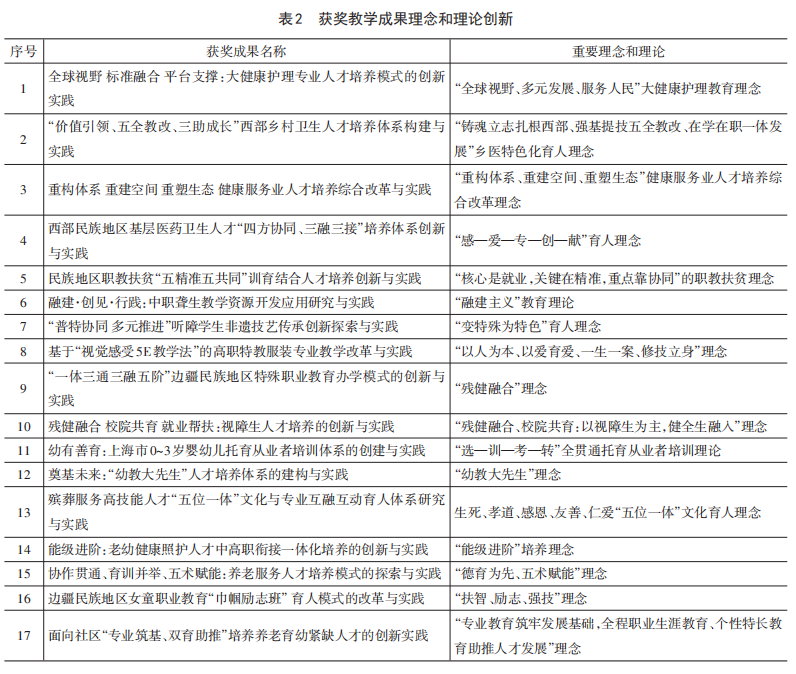 表2 获奖教学成果理念和理论创新
序号 获奖成果名称 重要理念和理论
1 全球视野 标准融合 平台支撑：大健康护理专业人才培养模式的创新
实践
“全球视野、多元发展、服务人民”大健康护理教育理念
2 “价值引领、五全教改、三助成长”西部乡村卫生人才培养体系构建与
实践
“铸魂立志扎根西部、强基提技五全教改、在学在职一体发
展”乡医特色化育人理念
3 重构体系 重建空间 重塑生态 健康服务业人才培养综合改革与实践
“重构体系、重建空间、重塑生态”健康服务业人才培养综
合改革理念
4 西部民族地区基层医药卫生人才“四方协同、三融三接”培养体系创新
与实践
“感—爱—专—创—献”育人理念
5 民族地区职教扶贫“五精准五共同”训育结合人才培养创新与实践 “核心是就业，关键在精准，重点靠协同”的职教扶贫理念
6 融建·创见·行践：中职聋生教学资源开发应用研究与实践 “融建主义”教育理论
7 “普特协同 多元推进”听障学生非遗技艺传承创新探索与实践 “变特殊为特色”育人理念
8 基于“视觉感受5E教学法”的高职特教服装专业教学改革与实践 “以人为本、以爱育爱、一生一案、修技立身”理念
9 “一体三通三融五阶”边疆民族地区特殊职业教育办学模式的创新与
实践
“残健融合”理念
10 残健融合 校院共育 就业帮扶：视障生人才培养的创新与实践 “残健融合、校院共育：以视障生为主，健全生融入”理念
11 幼有善育：上海市0~3岁婴幼儿托育从业者培训体系的创建与实践 “选—训—考—转”全贯通托育从业者培训理论
12 奠基未来：“幼教大先生”人才培养体系的建构与实践 “幼教大先生”理念
13 殡葬服务高技能人才“五位一体”文化与专业互融互动育人体系研究
与实践
生死、孝道、感恩、友善、仁爱“五位一体”文化育人理念
14 能级进阶：老幼健康照护人才中高职衔接一体化培养的创新与实践 “能级进阶”培养理念
15 协作贯通、育训并举、五术赋能：养老服务人才培养模式的探索与实践 “德育为先、五术赋能”理念
16 边疆民族地区女童职业教育“巾帼励志班” 育人模式的改革与实践 “扶智、励志、强技”理念
17 面向社区“专业筑基、双育助推”培养养老育幼紧缺人才的创新实践
“专业教育筑牢发展基础，全程职业生涯教育、个性特长教
育助推人才发展”理念